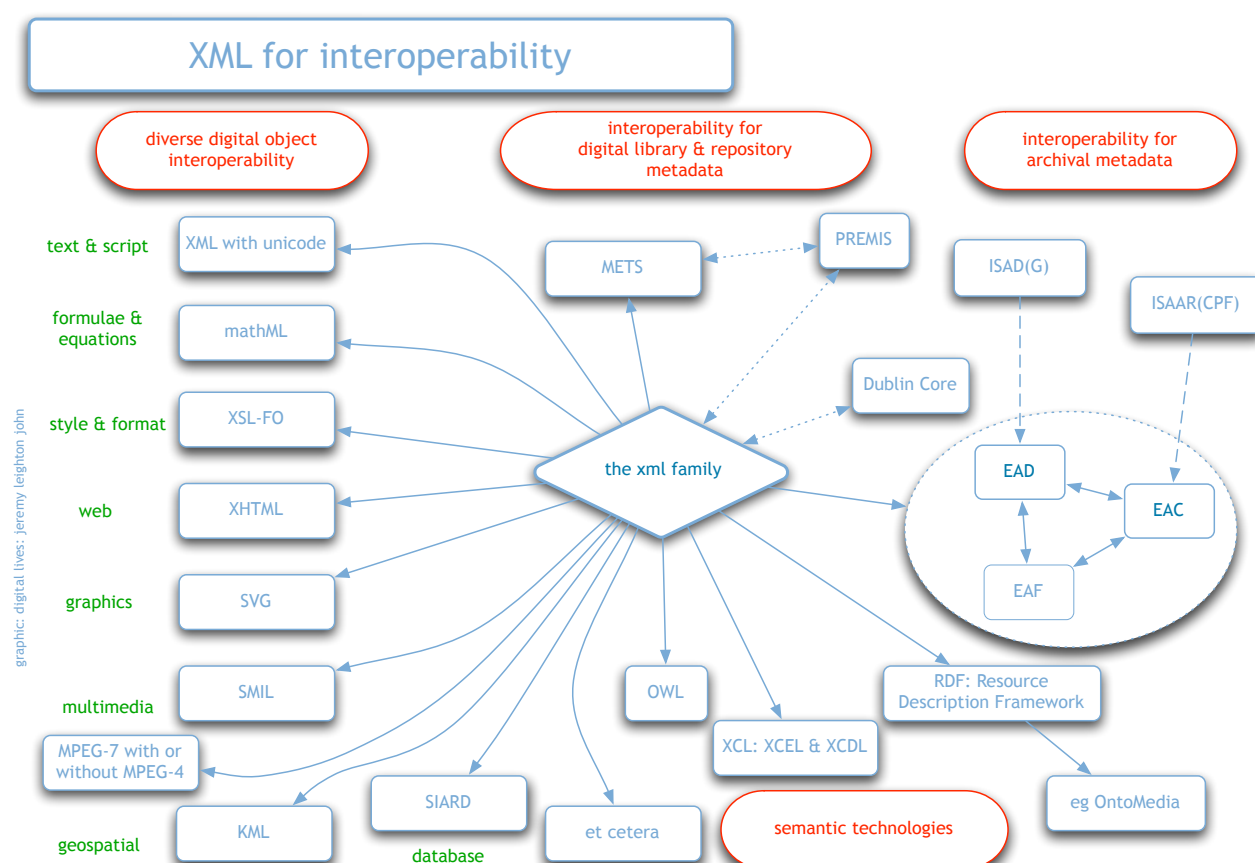 XML for interoperability
diverse digital object
interoperability
interoperability for
digital library & repository
metadata
interoperability for
archival metadata
text & script
XML with unicode
METS
PREMIS
ISAD(G)
ISAAR(CPF)
formulae &
equations
mathML
Dublin Core
style & format
XSL-FO
the xml family
EAD
EAC
EAF
web
XHTML
graphics
SVG
multimedia
SMIL
OWL
RDF: Resource
Description Framework
XCL: XCEL & XCDL
MPEG-7 with or
without MPEG-4
SIARD
eg OntoMedia
geospatial
KML
database
et cetera
semantic technologies
graphic: digital lives: jeremy leighton john